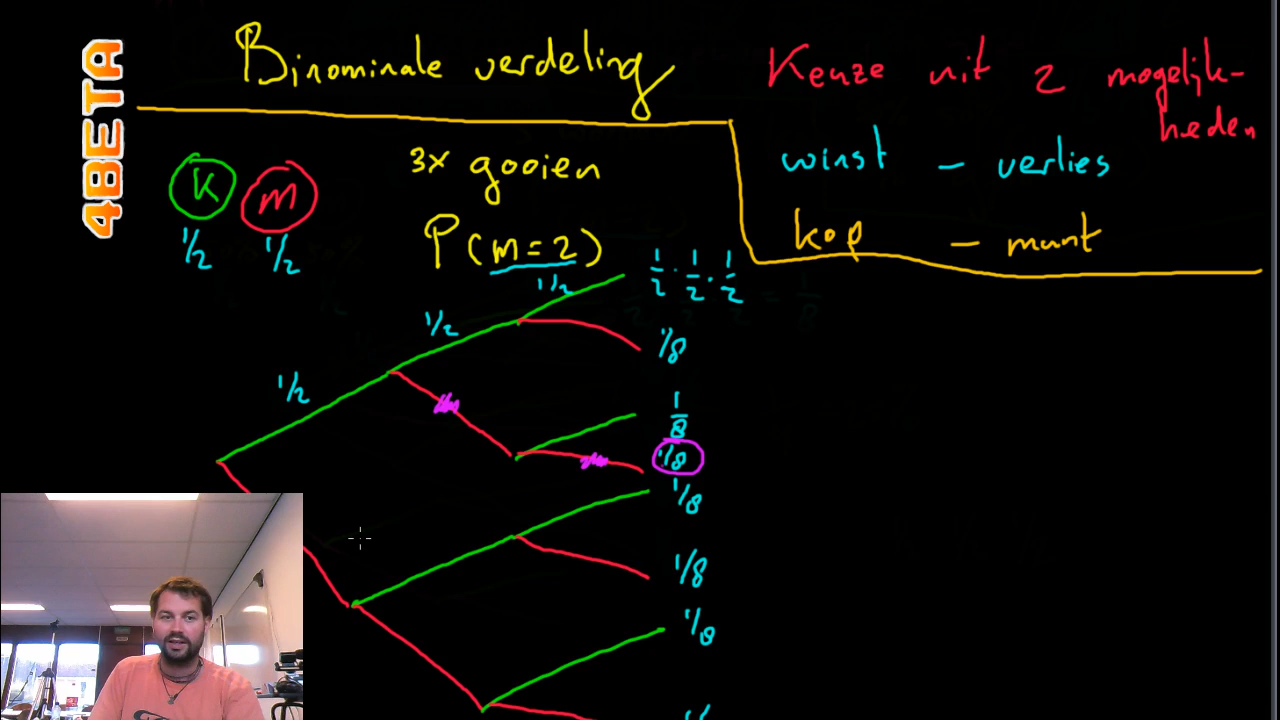 4BETA
Binominale verdeling
Keuze uit 2 mogelijk-
heden
winst - verlies
kop - munt
K M
1/2 1/2
3x gooien
P(m=2)
1/2
1/2
1/2
1/2 · 1/2 · 1/2
1/8
1/8
1/8
1/8
1/8
1/8